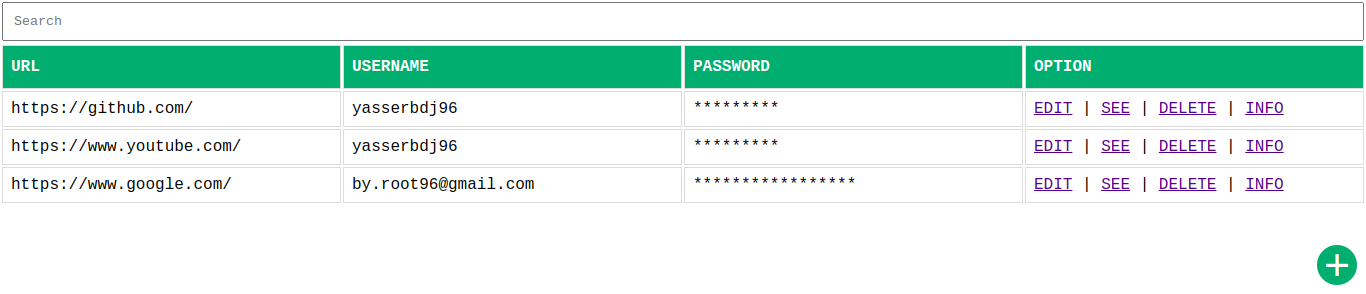 Search
URL USERNAME PASSWORD OPTION
https://github.com/ yasserbdj96 ********* EDIT | SEE | DELETE | INFO
https://www.youtube.com/ yasserbdj96 ********* EDIT | SEE | DELETE | INFO
https://www.google.com/ by.root96@gmail.com ***************** EDIT | SEE | DELETE | INFO